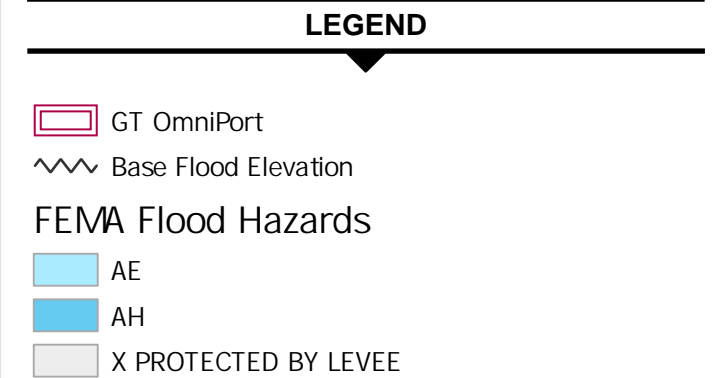 LEGEND
GT OmniPort
Base Flood Elevation
FEMA Flood Hazards
AE
AH
X PROTECTED BY LEVEE